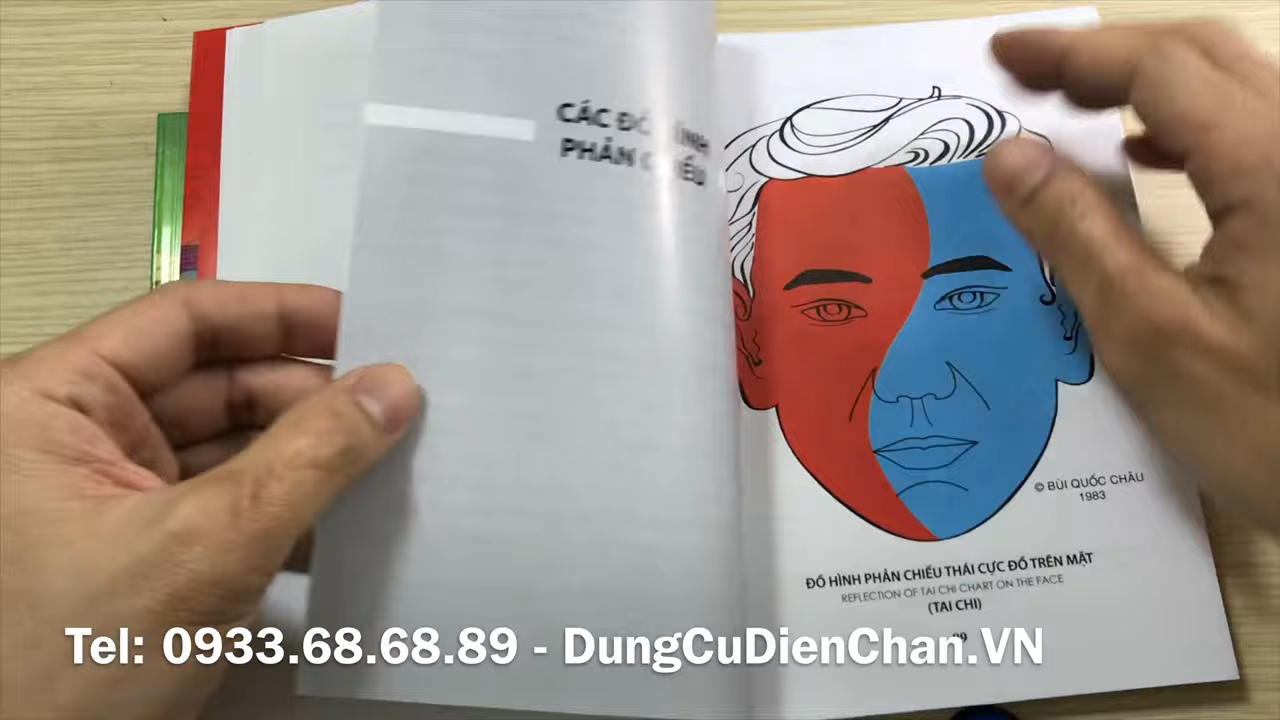 CÁC ĐỒ HÌNH
PHẢN CHIẾU
© BÙI QUỐC CHÂU
1983
ĐỒ HÌNH PHẢN CHIẾU THÁI CỰC ĐỒ TRÊN MẶT
REFLECTION OF TAI CHI CHART ON THE FACE
(TAI CHI)
Tel: 0933.68.68.89 - DungCuDienChan.VN